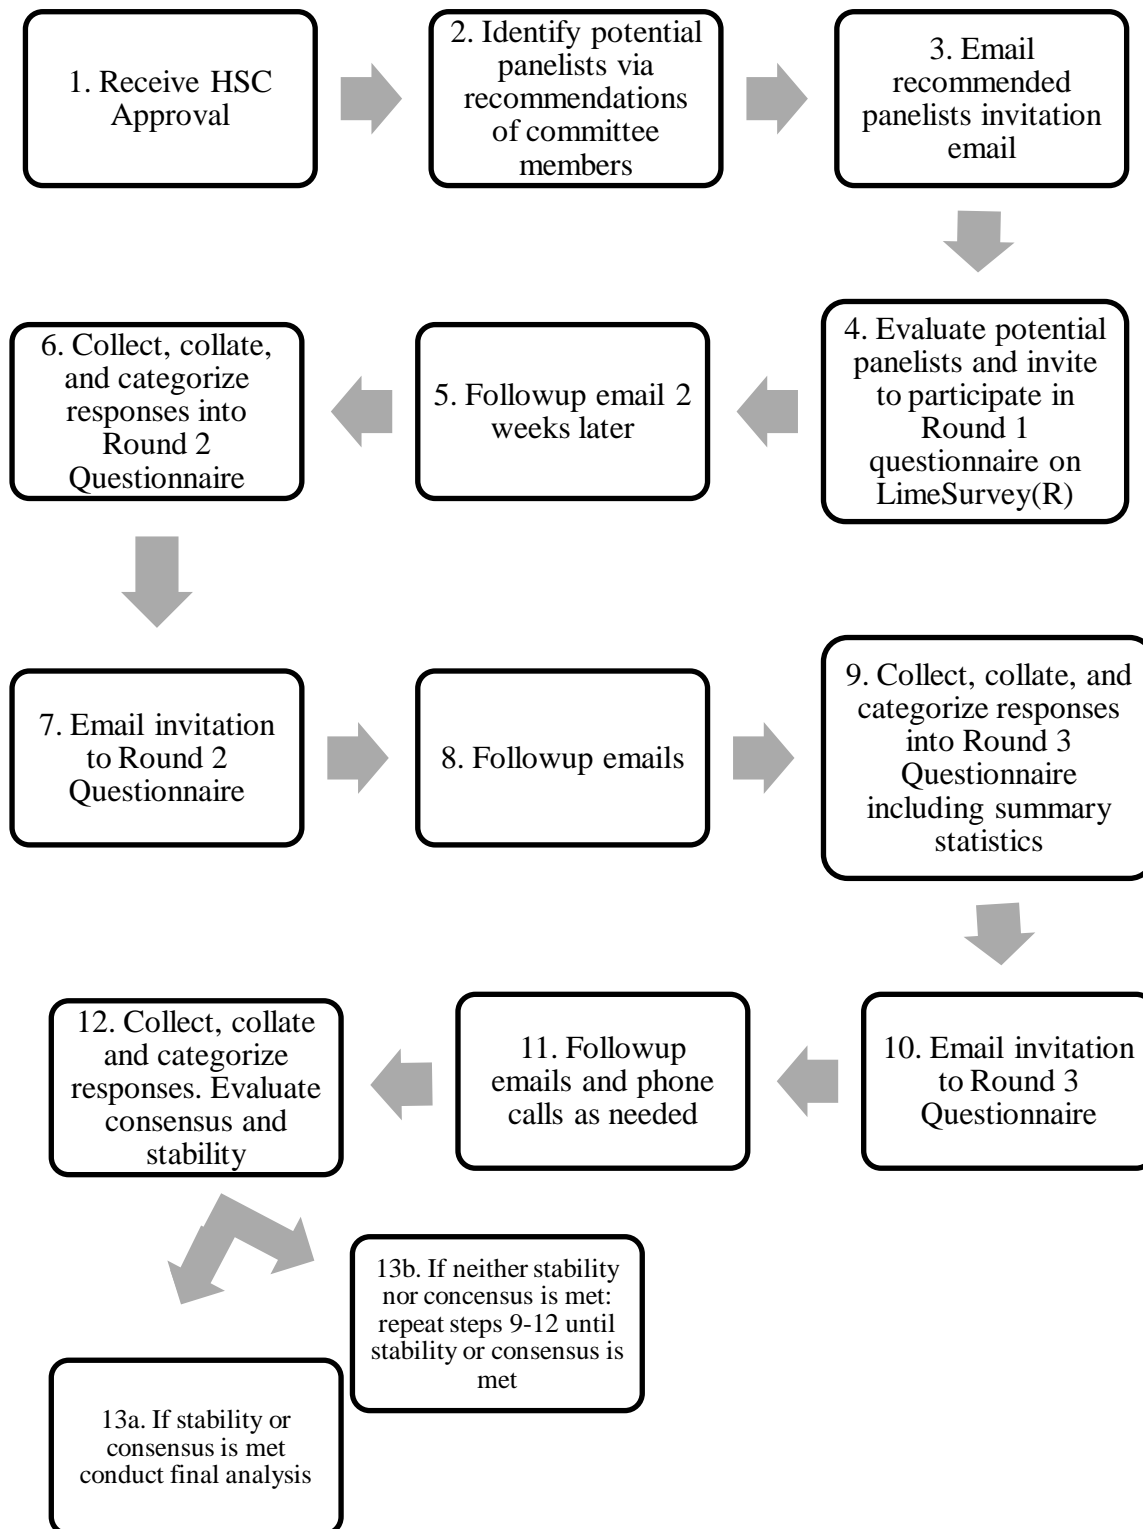 1. Receive HSC
Approval
2. Identify potential
panelists via
recommendations
of committee
members
3. Email
recommended
panelists invitation
email
4. Evaluate potential
panelists and invite
to participate in
Round 1
questionnaire on
LimeSurvey(R)
5. Followup email 2
weeks later
6. Collect, collate,
and categorize
responses into
Round 2
Questionnaire
7. Email invitation
to Round 2
Questionnaire
8. Followup emails
9. Collect, collate, and
categorize responses
into Round 3
Questionnaire
including summary
statistics
10. Email invitation
to Round 3
Questionnaire
11. Followup
emails and phone
calls as needed
12. Collect, collate
and categorize
responses. Evaluate
consensus and
stability
13a. If stability or
consensus is met
conduct final analysis
13b. If neither stability
nor concensus is met:
repeat steps 9-12 until
stability or consensus is
met